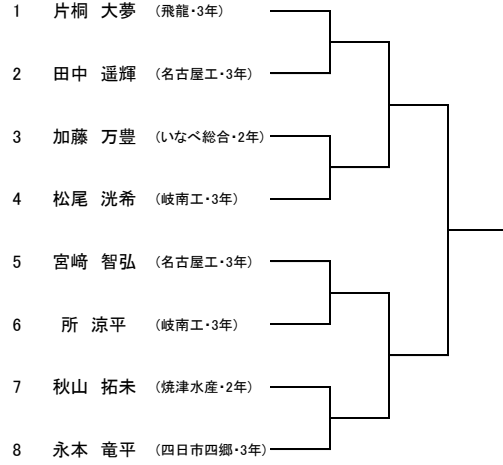 1 片桐 大夢 (飛龍・3年)
2 田中 遥輝 (名古屋工・3年)
3 加藤 万豊 (いなべ総合・2年)
4 松尾 洸希 (岐南工・3年)
5 宮﨑 智弘 (名古屋工・3年)
6 所 涼平 (岐南工・3年)
7 秋山 拓未 (焼津水産・2年)
8 永本 竜平 (四日市四郷・3年)